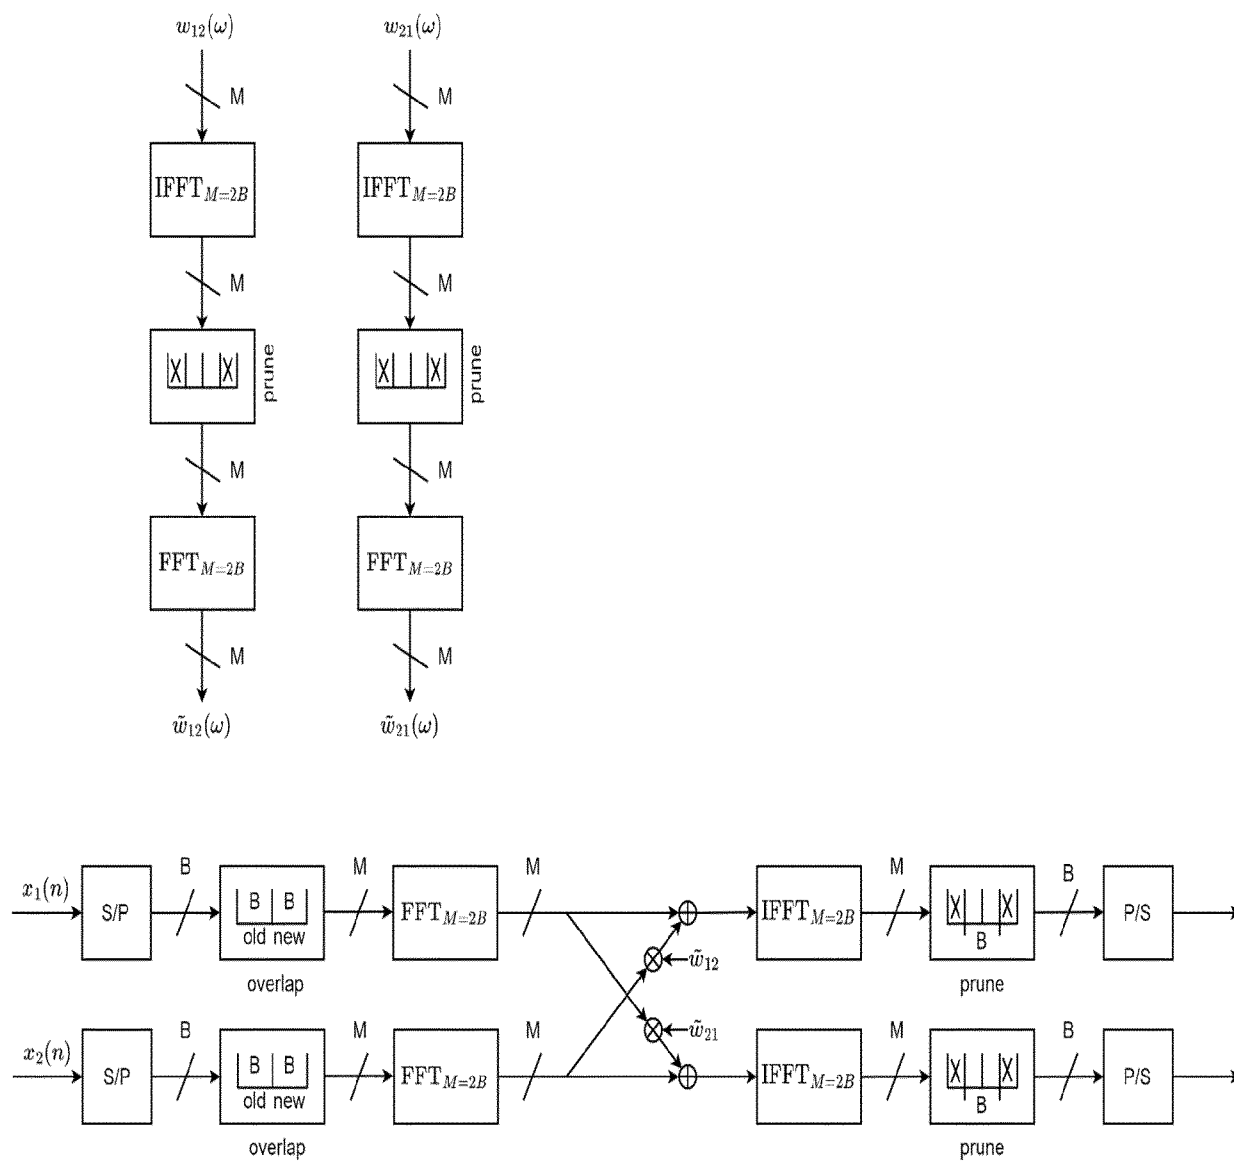 w₁₂(ω) w₂₁(ω)
M M
IFFT_{M=2B} IFFT_{M=2B}
M M
X X prune X X prune
M M
FFT_{M=2B} FFT_{M=2B}
M M
w̃₁₂(ω) w̃₂₁(ω)
B M M M B
x₁(n) S/P B B FFT_{M=2B} IFFT_{M=2B} X X P/S
old new B
w̃₁₂
overlap prune
w̃₂₁
B M M M B
x₂(n) S/P B B FFT_{M=2B} IFFT_{M=2B} X X P/S
old new B
overlap prune